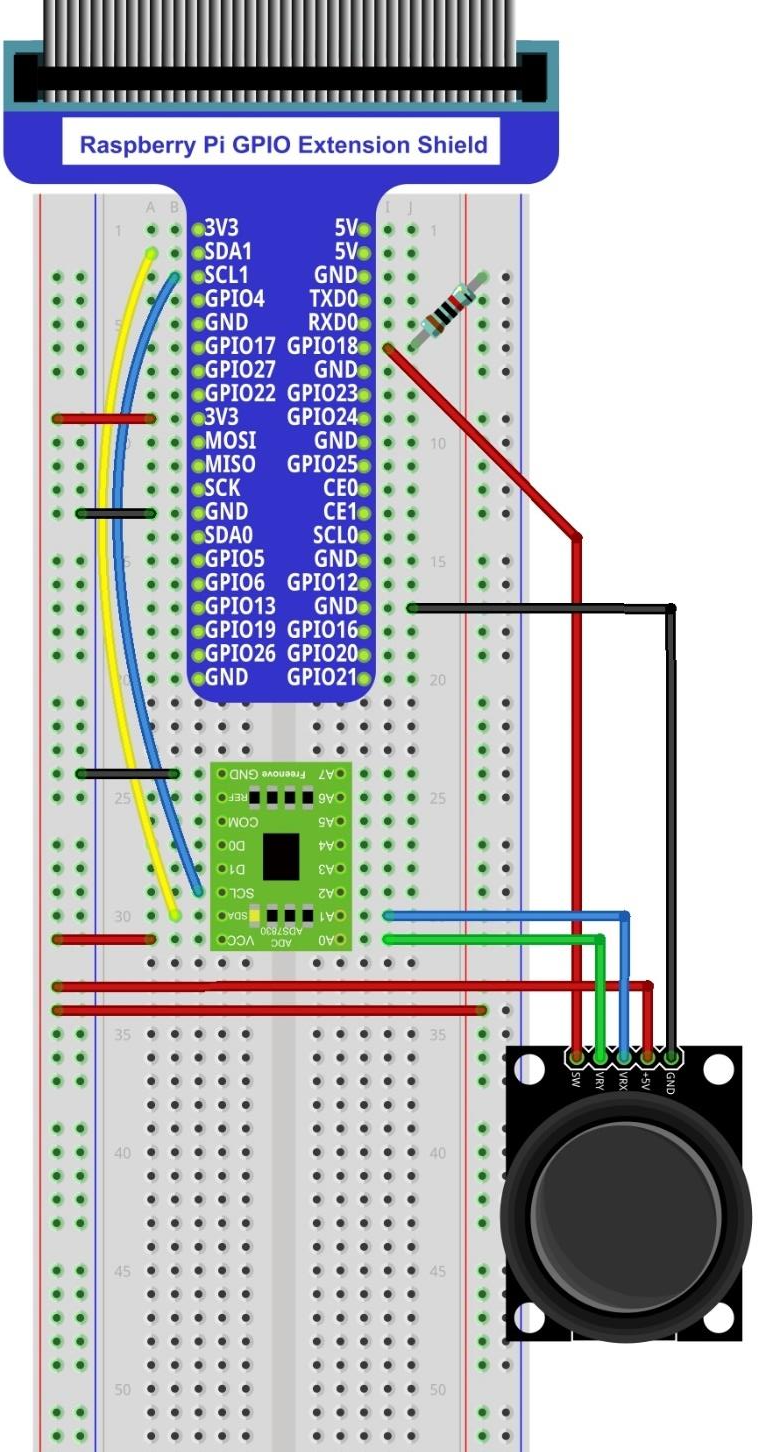 Raspberry Pi GPIO Extension Shield
A B I J
1 3V3 5V 1
SDA1 5V
SCL1 GND
GPIO4 TXD0
5 GND RXD0
GPIO17 GPIO18
GPIO27 GND
GPIO22 GPIO23
3V3 GPIO24
10 MOSI GND 10
MISO GPIO25
SCK CE0
GND CE1
SDA0 SCL0
15 GPIO5 GND 15
GPIO6 GPIO12
GPIO13 GND
GPIO19 GPIO16
GPIO26 GPIO20
20 GND GPIO21 20
GND Freenove A7
25 REF A6 25
COM A5
D0 A4
D1 A3
SCL A2
30 SDA A1
ADS7830
VCC ADC A0
35 35
SW VRY VRX +5V GND
40 40
45 45
50 50